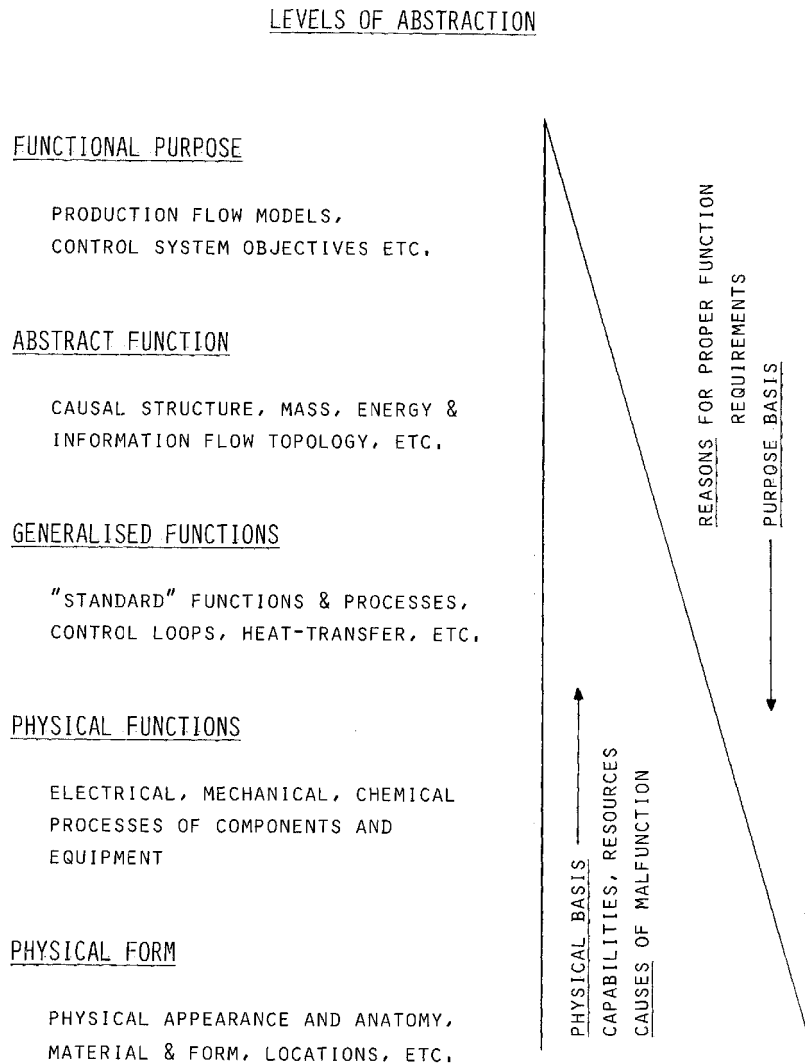 LEVELS OF ABSTRACTION
FUNCTIONAL PURPOSE
PRODUCTION FLOW MODELS,
CONTROL SYSTEM OBJECTIVES ETC.
ABSTRACT FUNCTION
CAUSAL STRUCTURE, MASS, ENERGY &
INFORMATION FLOW TOPOLOGY, ETC.
GENERALISED FUNCTIONS
"STANDARD" FUNCTIONS & PROCESSES,
CONTROL LOOPS, HEAT-TRANSFER, ETC.
PHYSICAL FUNCTIONS
ELECTRICAL, MECHANICAL, CHEMICAL
PROCESSES OF COMPONENTS AND
EQUIPMENT
PHYSICAL FORM
PHYSICAL APPEARANCE AND ANATOMY,
MATERIAL & FORM, LOCATIONS, ETC.
REASONS FOR PROPER FUNCTION
REQUIREMENTS
PURPOSE BASIS
PHYSICAL BASIS
CAPABILITIES, RESOURCES
CAUSES OF MALFUNCTION